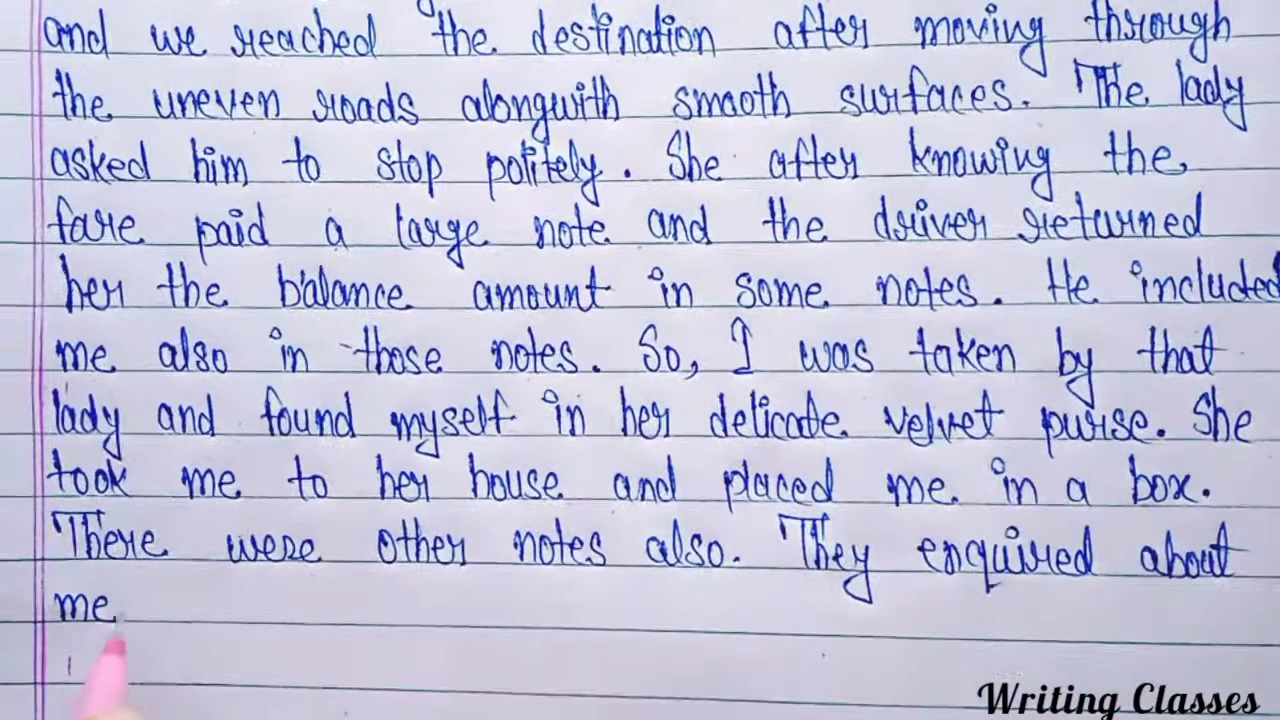 and we reached the destination after moving through
the uneven roads alongwith smooth surfaces. The lady
asked him to stop politely. She after knowing the
fare paid a large note and the driver returned
her the balance amount in some notes. He included
me also in those notes. So, I was taken by that
lady and found myself in her delicate velvet purse. She
took me to her house and placed me in a box.
There were other notes also. They enquired about
me
Writing Classes